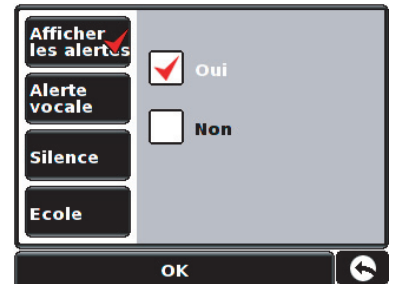 Afficher
les alertes
Alerte
vocale
Silence
Ecole
Oui
Non
OK